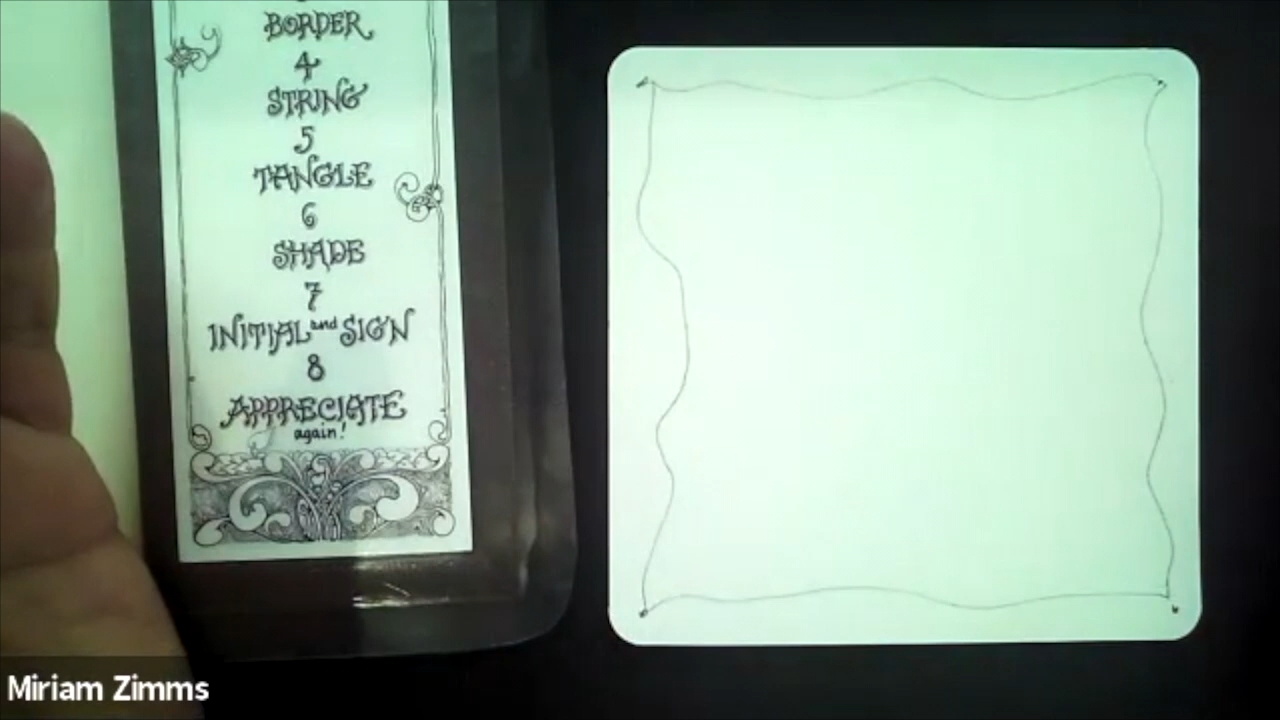 BORDER
4
STRING
5
TANGLE
6
SHADE
7
INITIAL and SIGN
8
APPRECIATE
again!
Miriam Zimms